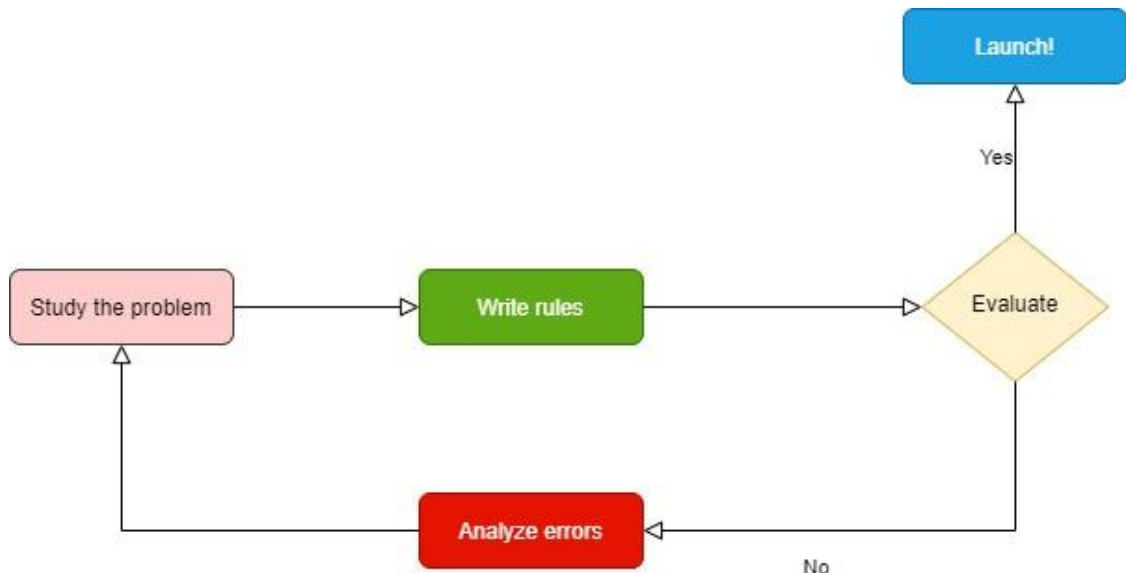 Launch!
Yes
Study the problem
Write rules
Evaluate
Analyze errors
No